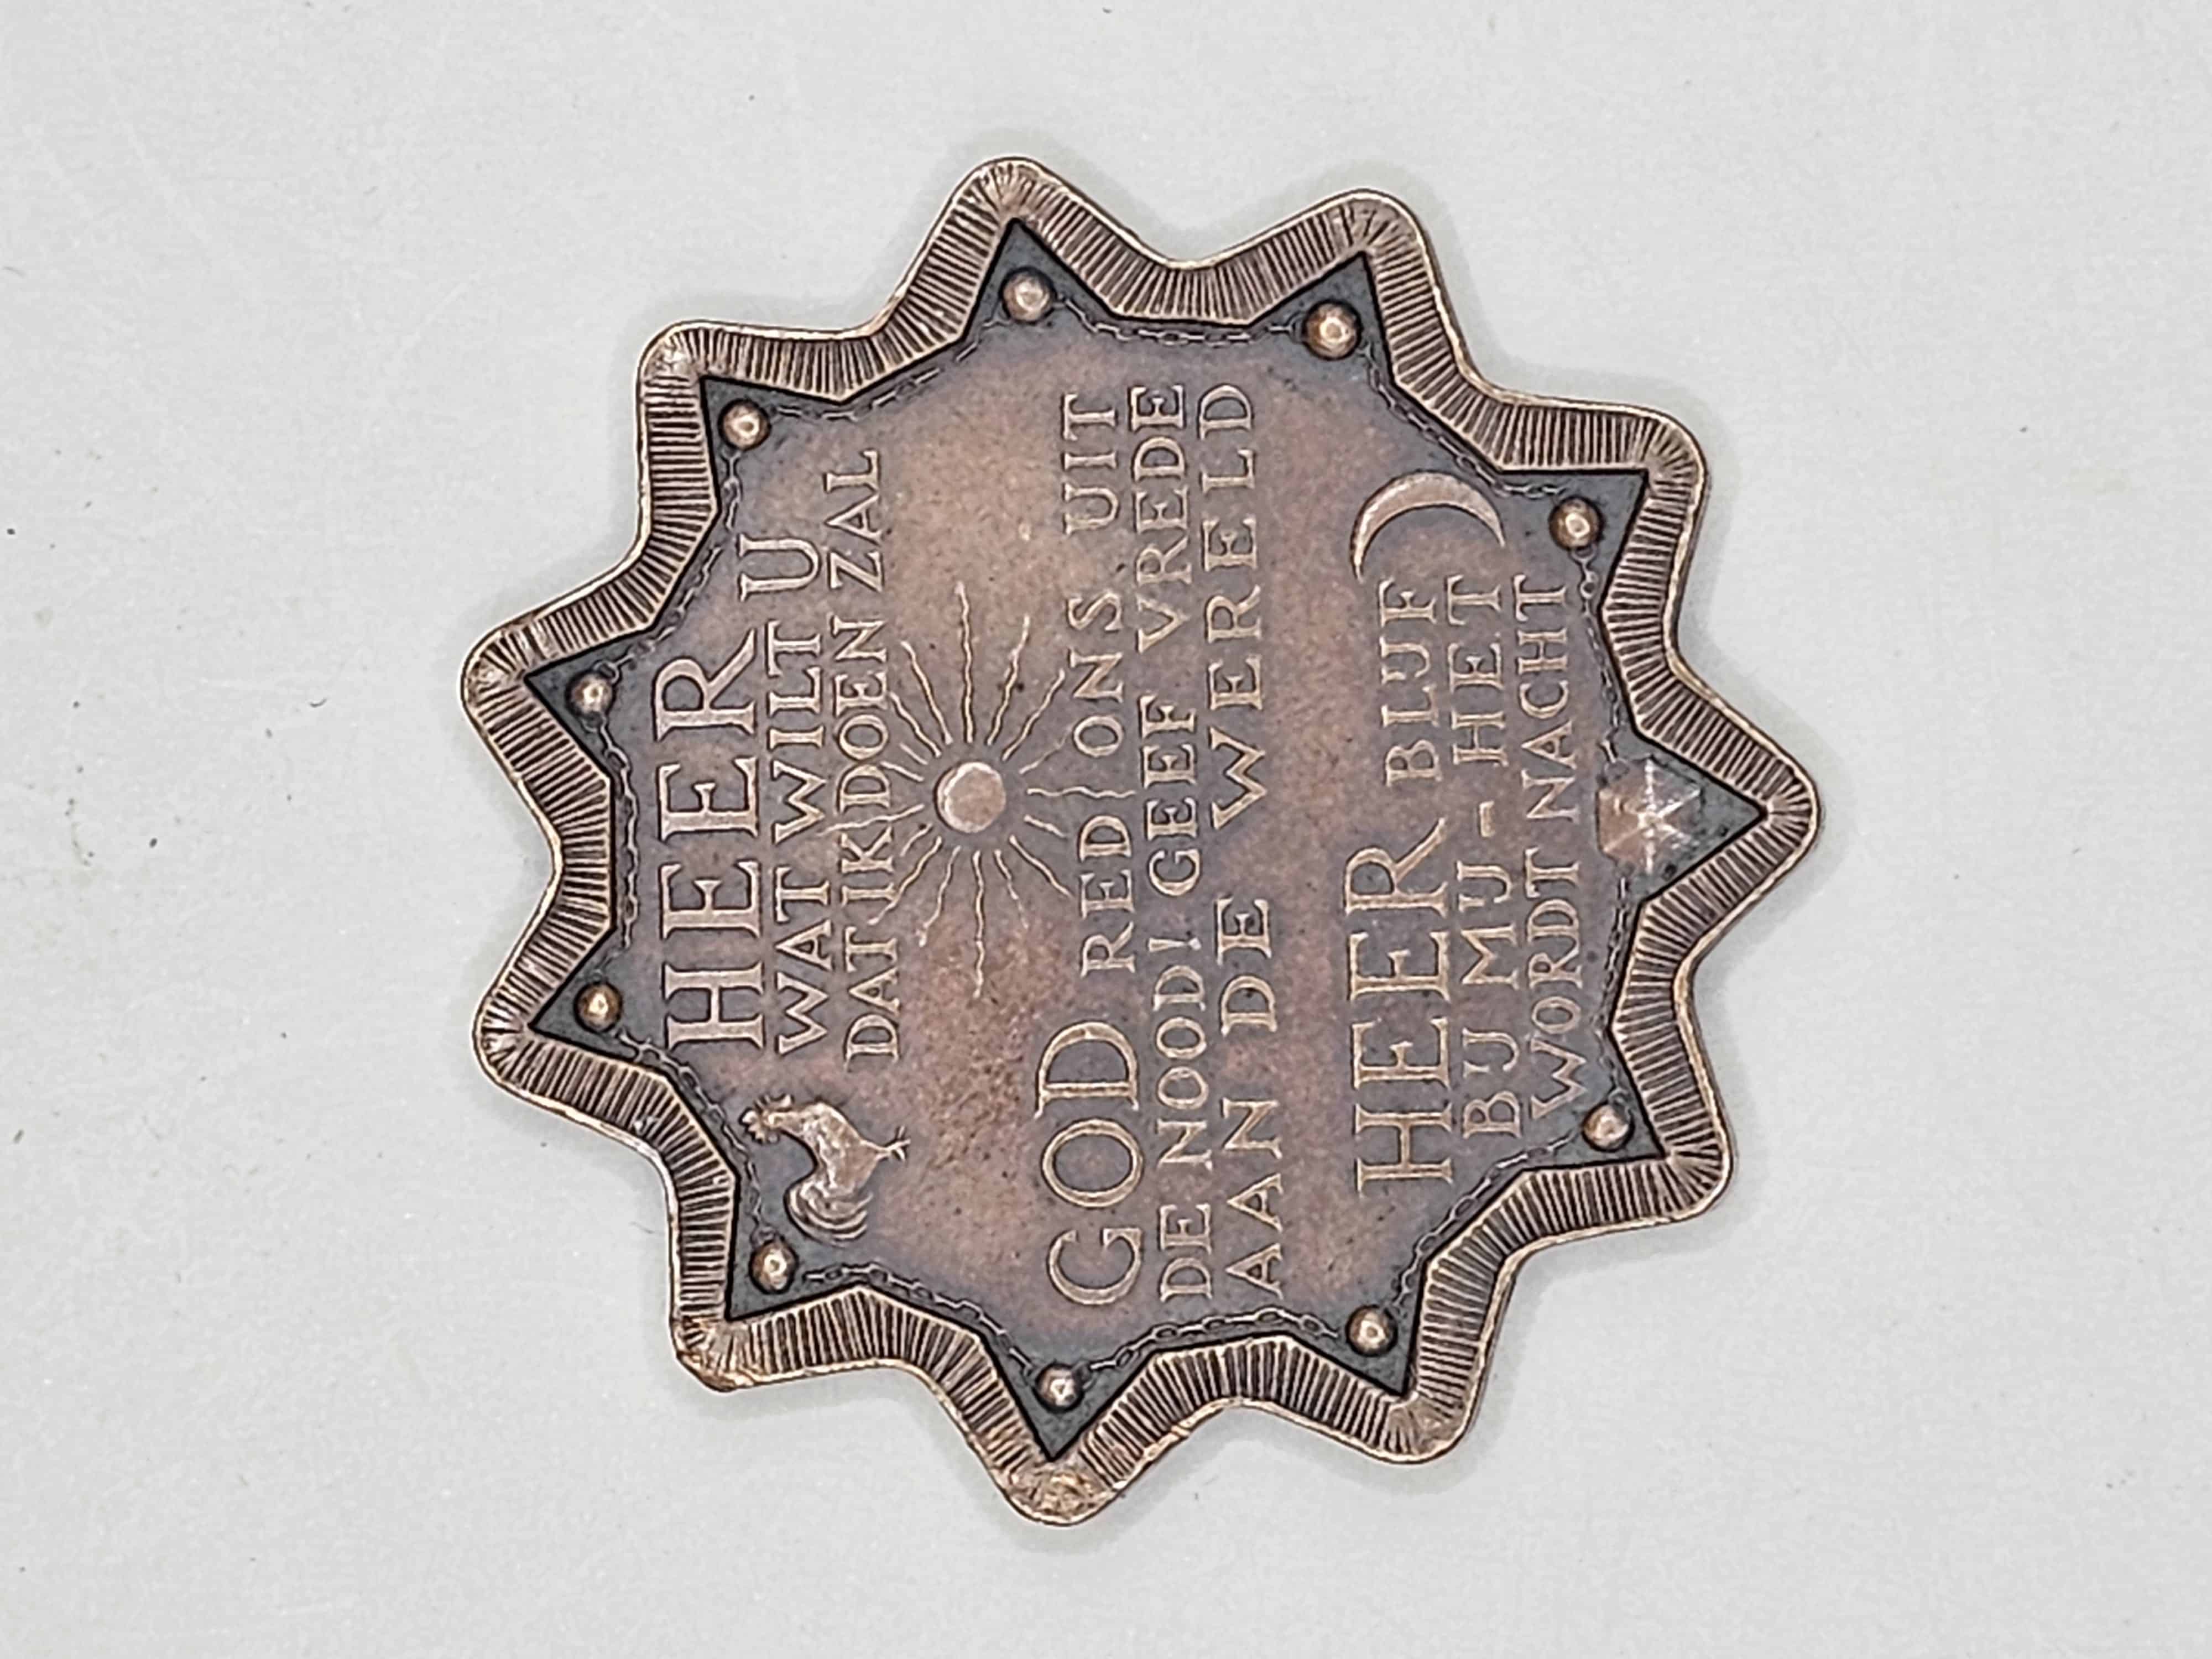 HEER U
WAT WILT
DAT IK DOEN ZAL
GOD RED ONS UIT
DE NOOD! GEEF VREDE
AAN DE WERELD
HEER BLIJF
BIJ MIJ - HET
WORDT NACHT